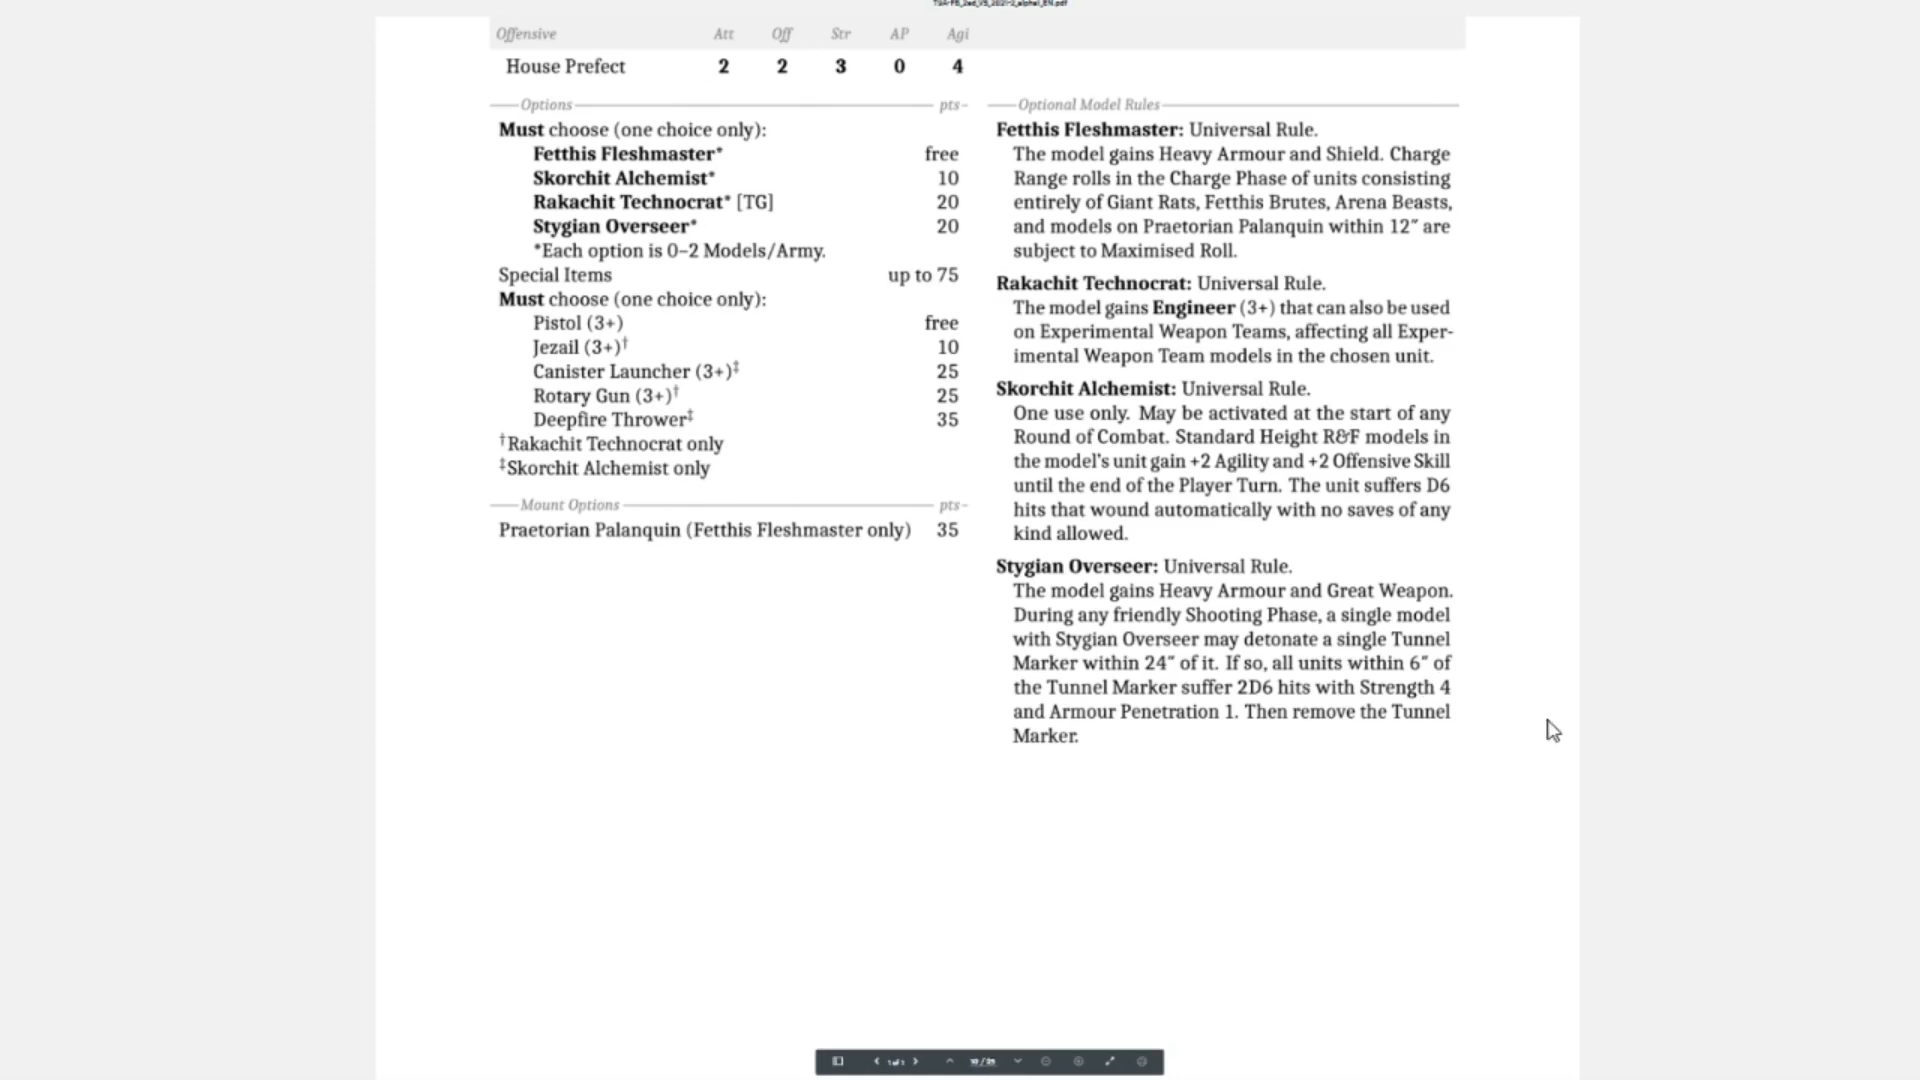 Offensive Att Off Str AP Agi
House Prefect 2 2 3 0 4
Options pts
Must choose (one choice only):
Fetthis Fleshmaster* free
Skorchit Alchemist* 10
Rakachit Technocrat* [TG] 20
Stygian Overseer* 20
*Each option is 0–2 Models/Army.
Special Items up to 75
Must choose (one choice only):
Pistol (3+) free
Jezail (3+)† 10
Canister Launcher (3+)‡ 25
Rotary Gun (3+)† 25
Deepfire Thrower‡ 35
†Rakachit Technocrat only
‡Skorchit Alchemist only
Mount Options pts
Praetorian Palanquin (Fetthis Fleshmaster only) 35
Optional Model Rules
Fetthis Fleshmaster: Universal Rule.
The model gains Heavy Armour and Shield. Charge
Range rolls in the Charge Phase of units consisting
entirely of Giant Rats, Fetthis Brutes, Arena Beasts,
and models on Praetorian Palanquin within 12″ are
subject to Maximised Roll.
Rakachit Technocrat: Universal Rule.
The model gains Engineer (3+) that can also be used
on Experimental Weapon Teams, affecting all Exper-
imental Weapon Team models in the chosen unit.
Skorchit Alchemist: Universal Rule.
One use only. May be activated at the start of any
Round of Combat. Standard Height R&F models in
the model's unit gain +2 Agility and +2 Offensive Skill
until the end of the Player Turn. The unit suffers D6
hits that wound automatically with no saves of any
kind allowed.
Stygian Overseer: Universal Rule.
The model gains Heavy Armour and Great Weapon.
During any friendly Shooting Phase, a single model
with Stygian Overseer may detonate a single Tunnel
Marker within 24″ of it. If so, all units within 6″ of
the Tunnel Marker suffer 2D6 hits with Strength 4
and Armour Penetration 1. Then remove the Tunnel
Marker.